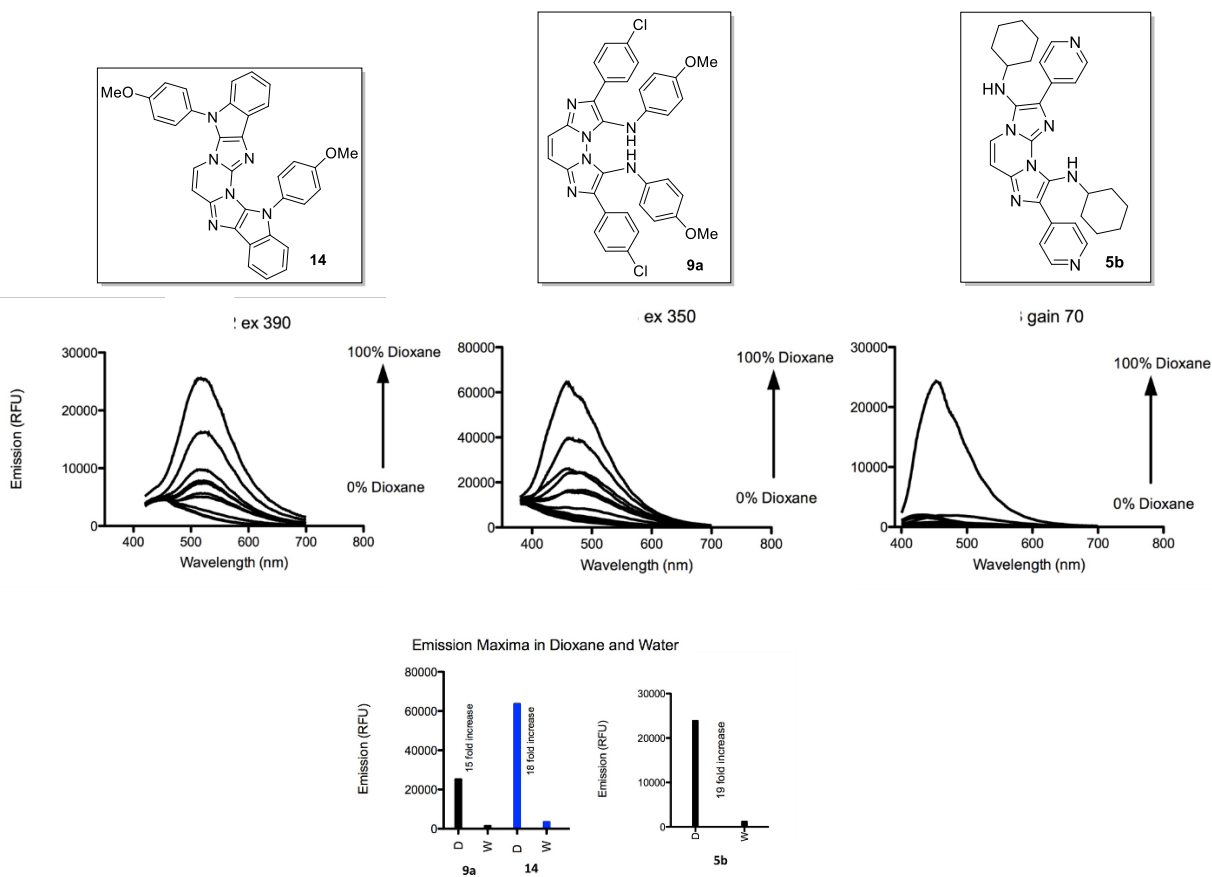 MeO
N
N
N
N
N
N
OMe
14
Cl
N
N
N
N
OMe
N
H
H
N
OMe
Cl
9a
N
HN
N
N
N
N
H
N
N
5b
ex 390
30000
20000
10000
0
400 500 600 700 800
Emission (RFU)
Wavelength (nm)
100% Dioxane
0% Dioxane
ex 350
80000
60000
40000
20000
0
400 500 600 700 800
Wavelength (nm)
100% Dioxane
0% Dioxane
gain 70
30000
20000
10000
0
400 500 600 700 800
Wavelength (nm)
100% Dioxane
0% Dioxane
Emission Maxima in Dioxane and Water
80000
60000
40000
20000
0
Emission (RFU)
15 fold increase
18 fold increase
D W D W
9a 14
30000
20000
10000
0
Emission (RFU)
19 fold increase
D W
5b